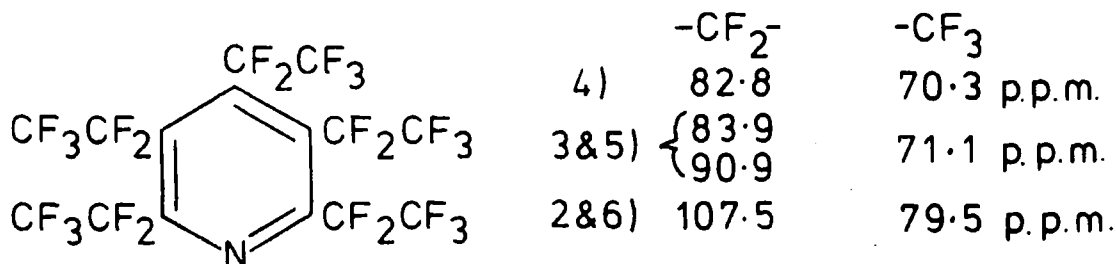 -CF₂- -CF₃
CF₂CF₃ 4) 82·8 70·3 p.p.m.
CF₃CF₂ CF₂CF₃ 3&5) {83·9 71·1 p.p.m.
90·9
CF₃CF₂ CF₂CF₃ 2&6) 107·5 79·5 p.p.m.
N